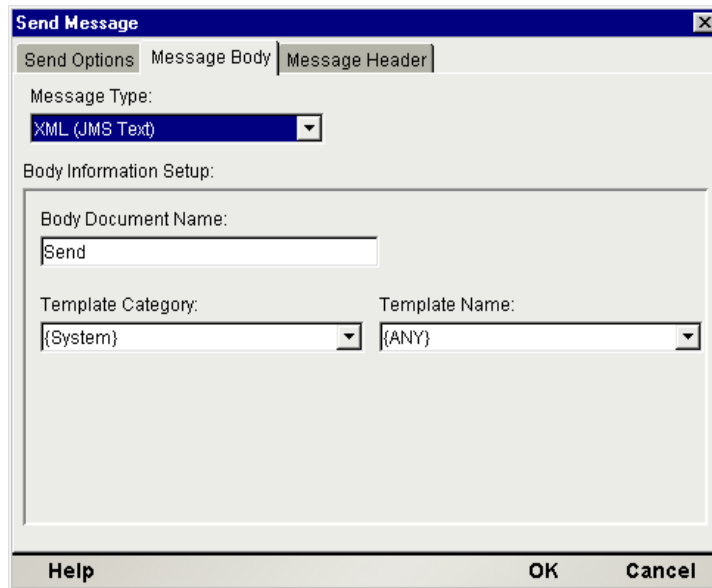 Send Message
Send Options Message Body Message Header
Message Type:
XML (JMS Text)
Body Information Setup:
Body Document Name:
Send
Template Category: Template Name:
{System} {ANY}
Help OK Cancel